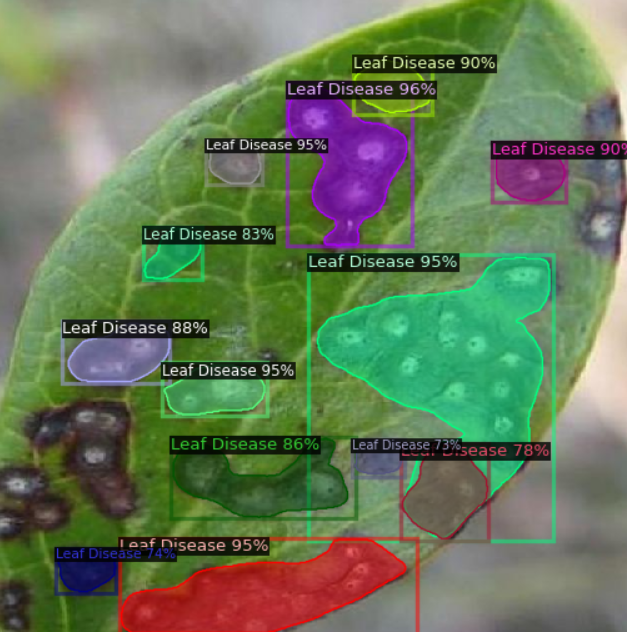 Leaf Disease 90%
Leaf Disease 96%
Leaf Disease 95%
Leaf Disease 90%
Leaf Disease 83%
Leaf Disease 95%
Leaf Disease 88%
Leaf Disease 95%
Leaf Disease 86%
Leaf Disease 73%
Leaf Disease 78%
Leaf Disease 95%
Leaf Disease 74%